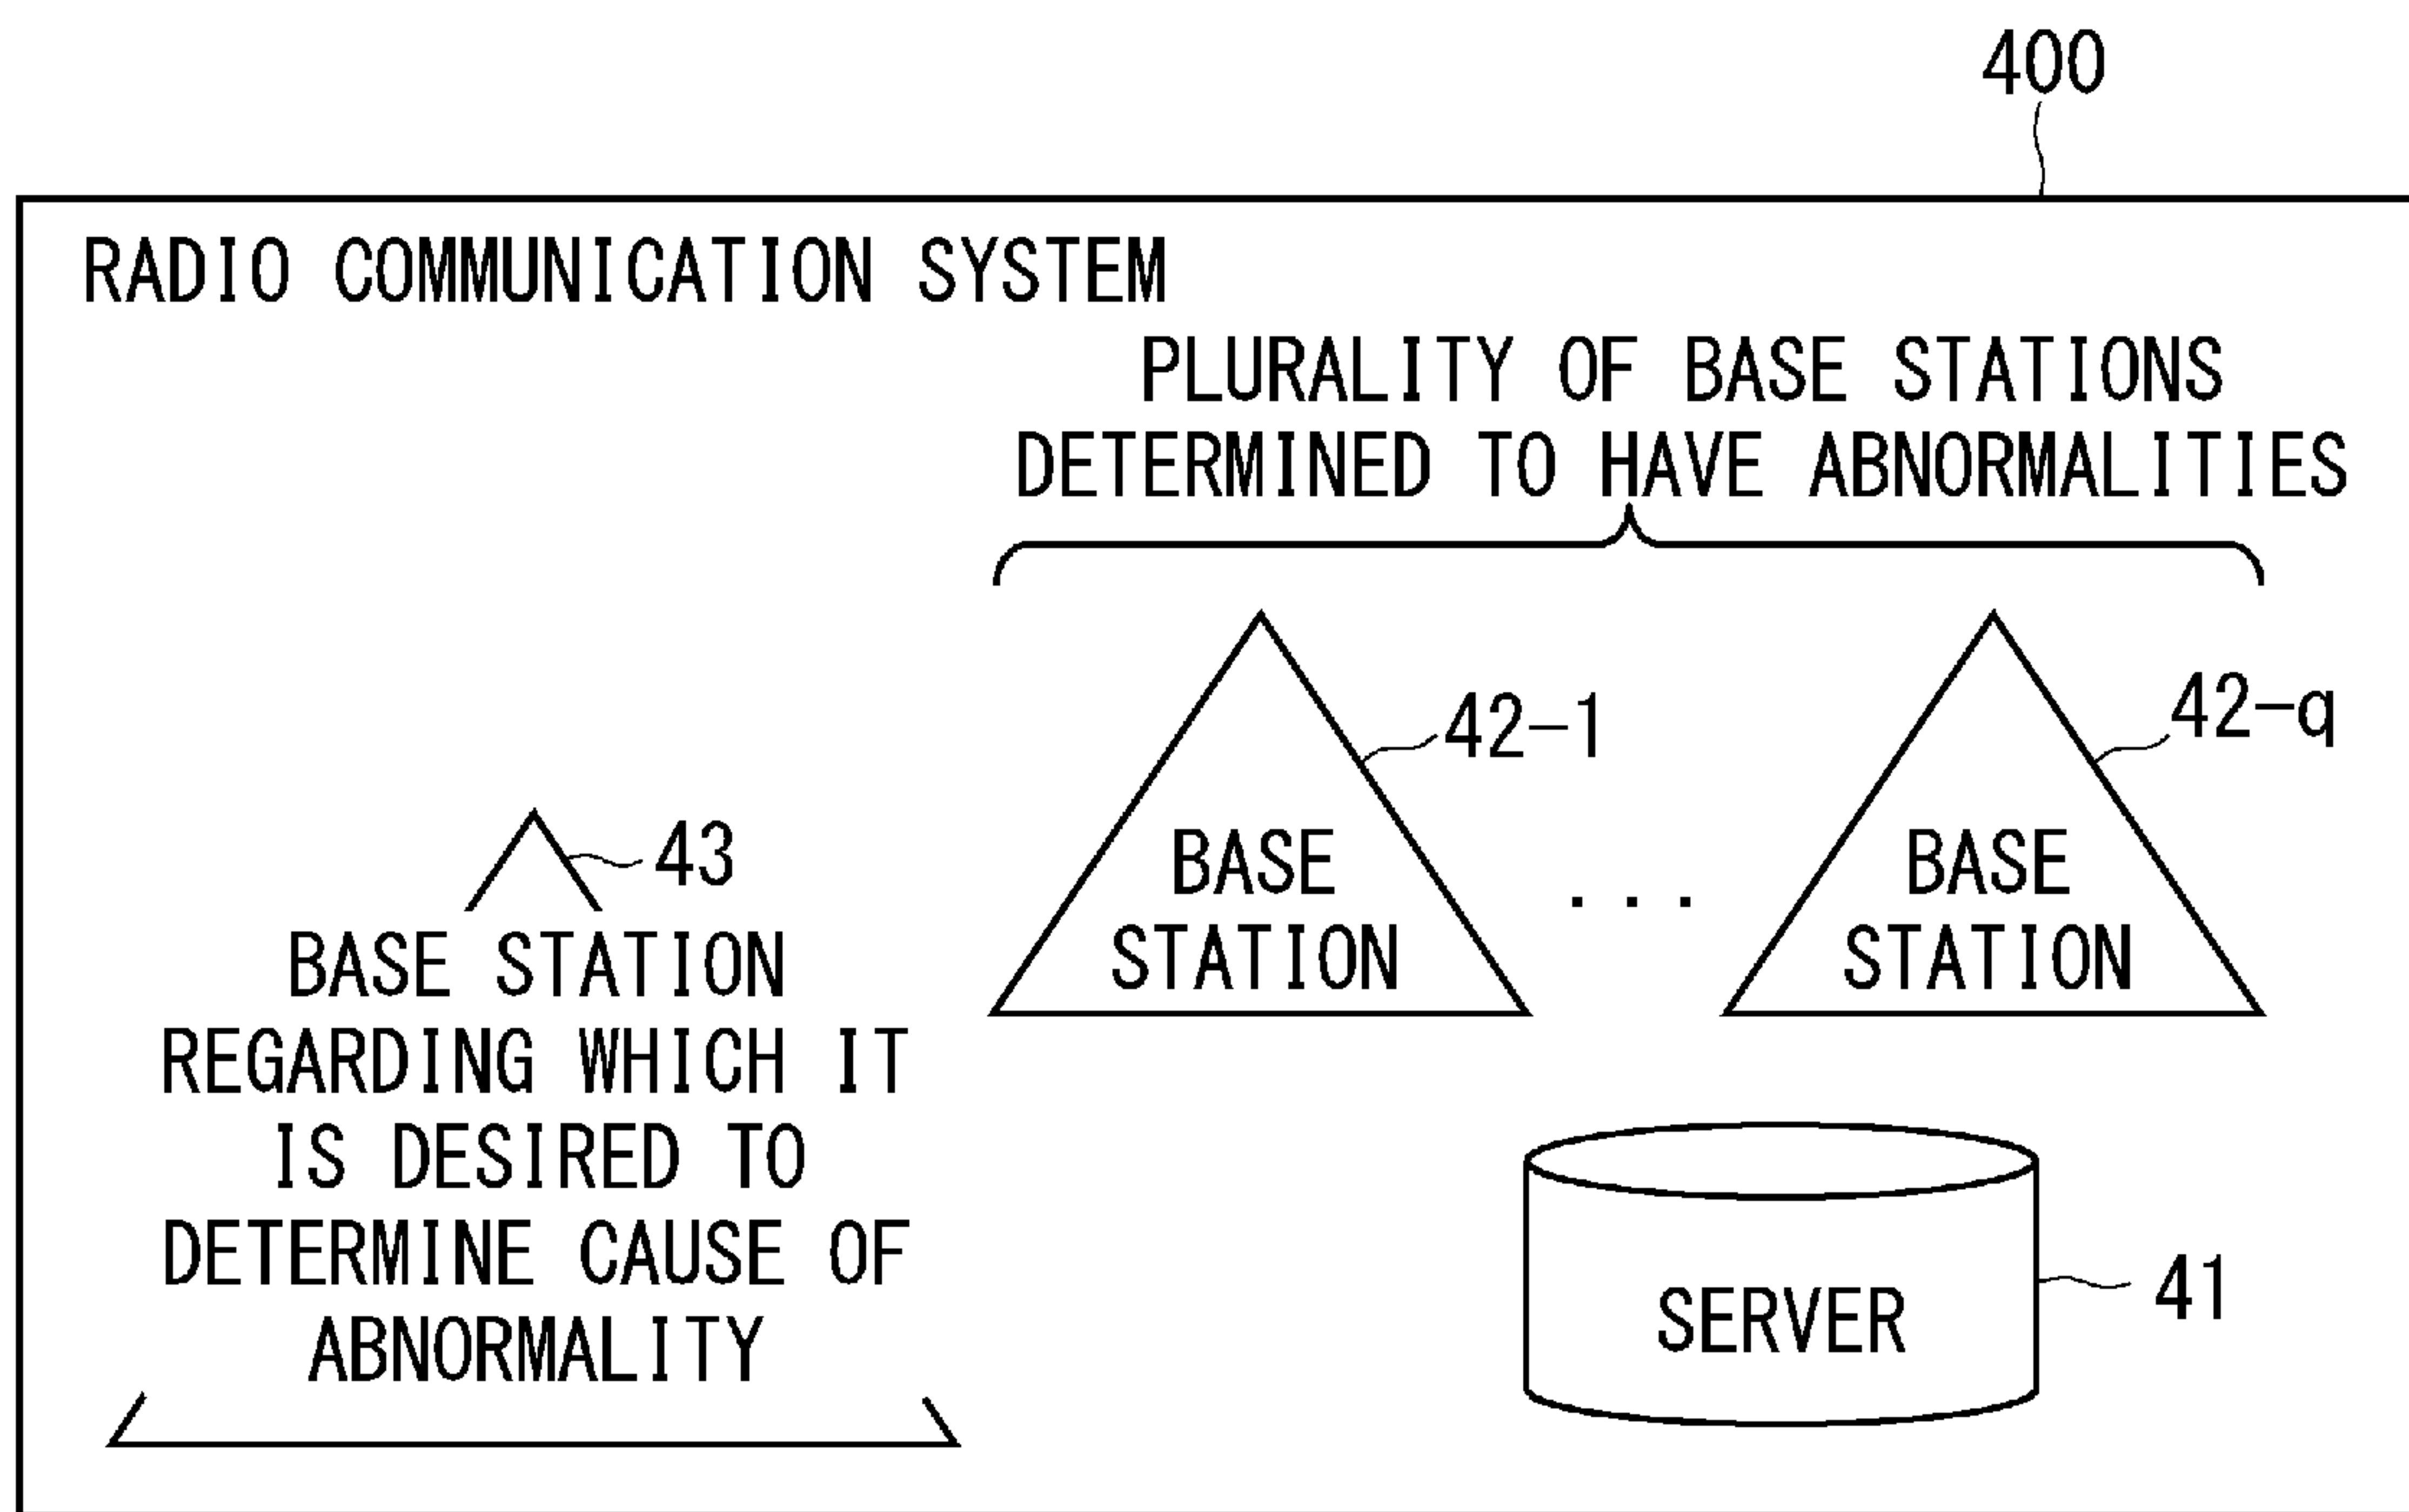 400
RADIO COMMUNICATION SYSTEM
PLURALITY OF BASE STATIONS
DETERMINED TO HAVE ABNORMALITIES
42-1
42-q
BASE
STATION
. . .
BASE
STATION
43
BASE STATION
REGARDING WHICH IT
IS DESIRED TO
DETERMINE CAUSE OF
ABNORMALITY
SERVER
41